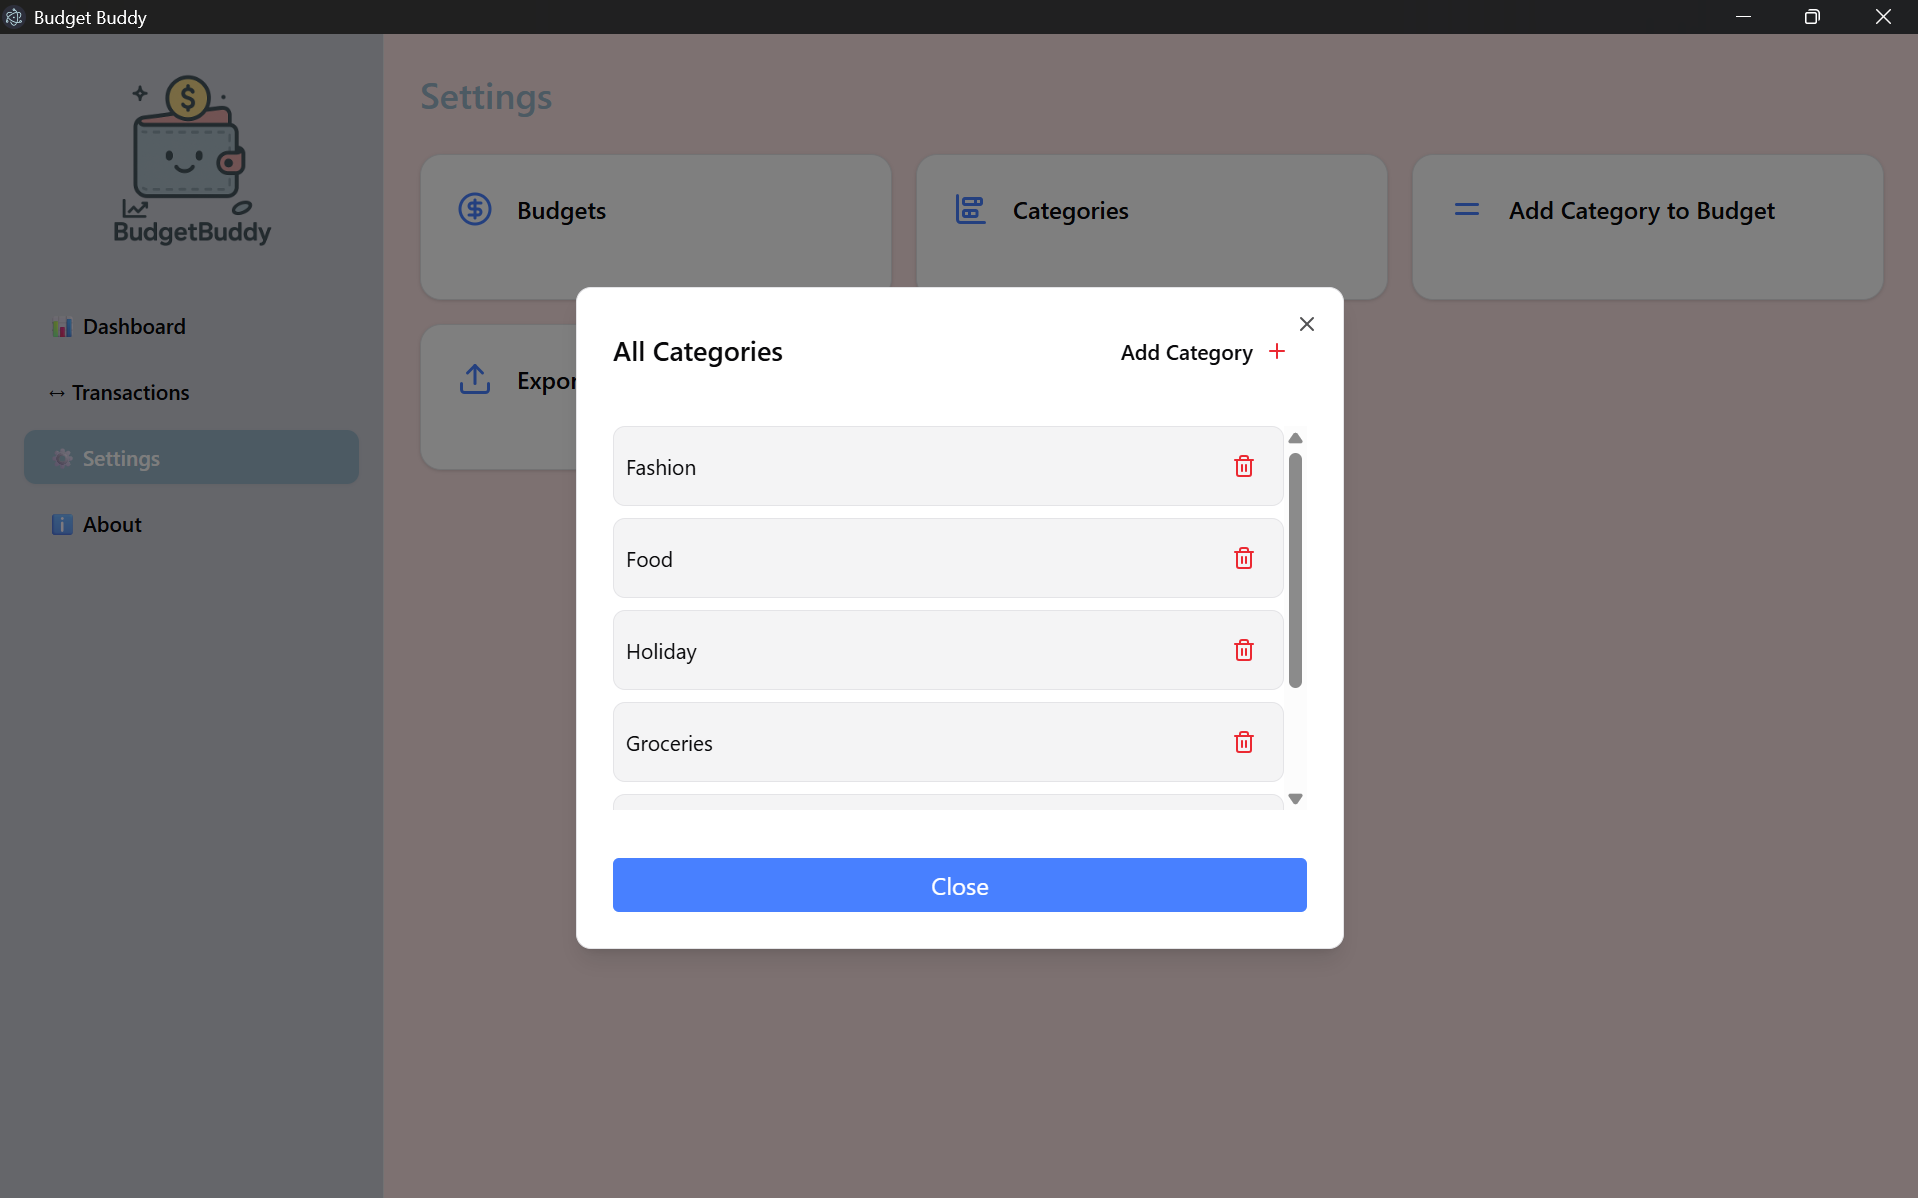 Budget Buddy
BudgetBuddy
Dashboard
Transactions
Settings
About
Settings
Budgets
Categories
Add Category to Budget
Expor
All Categories
Add Category
Fashion
Food
Holiday
Groceries
Close